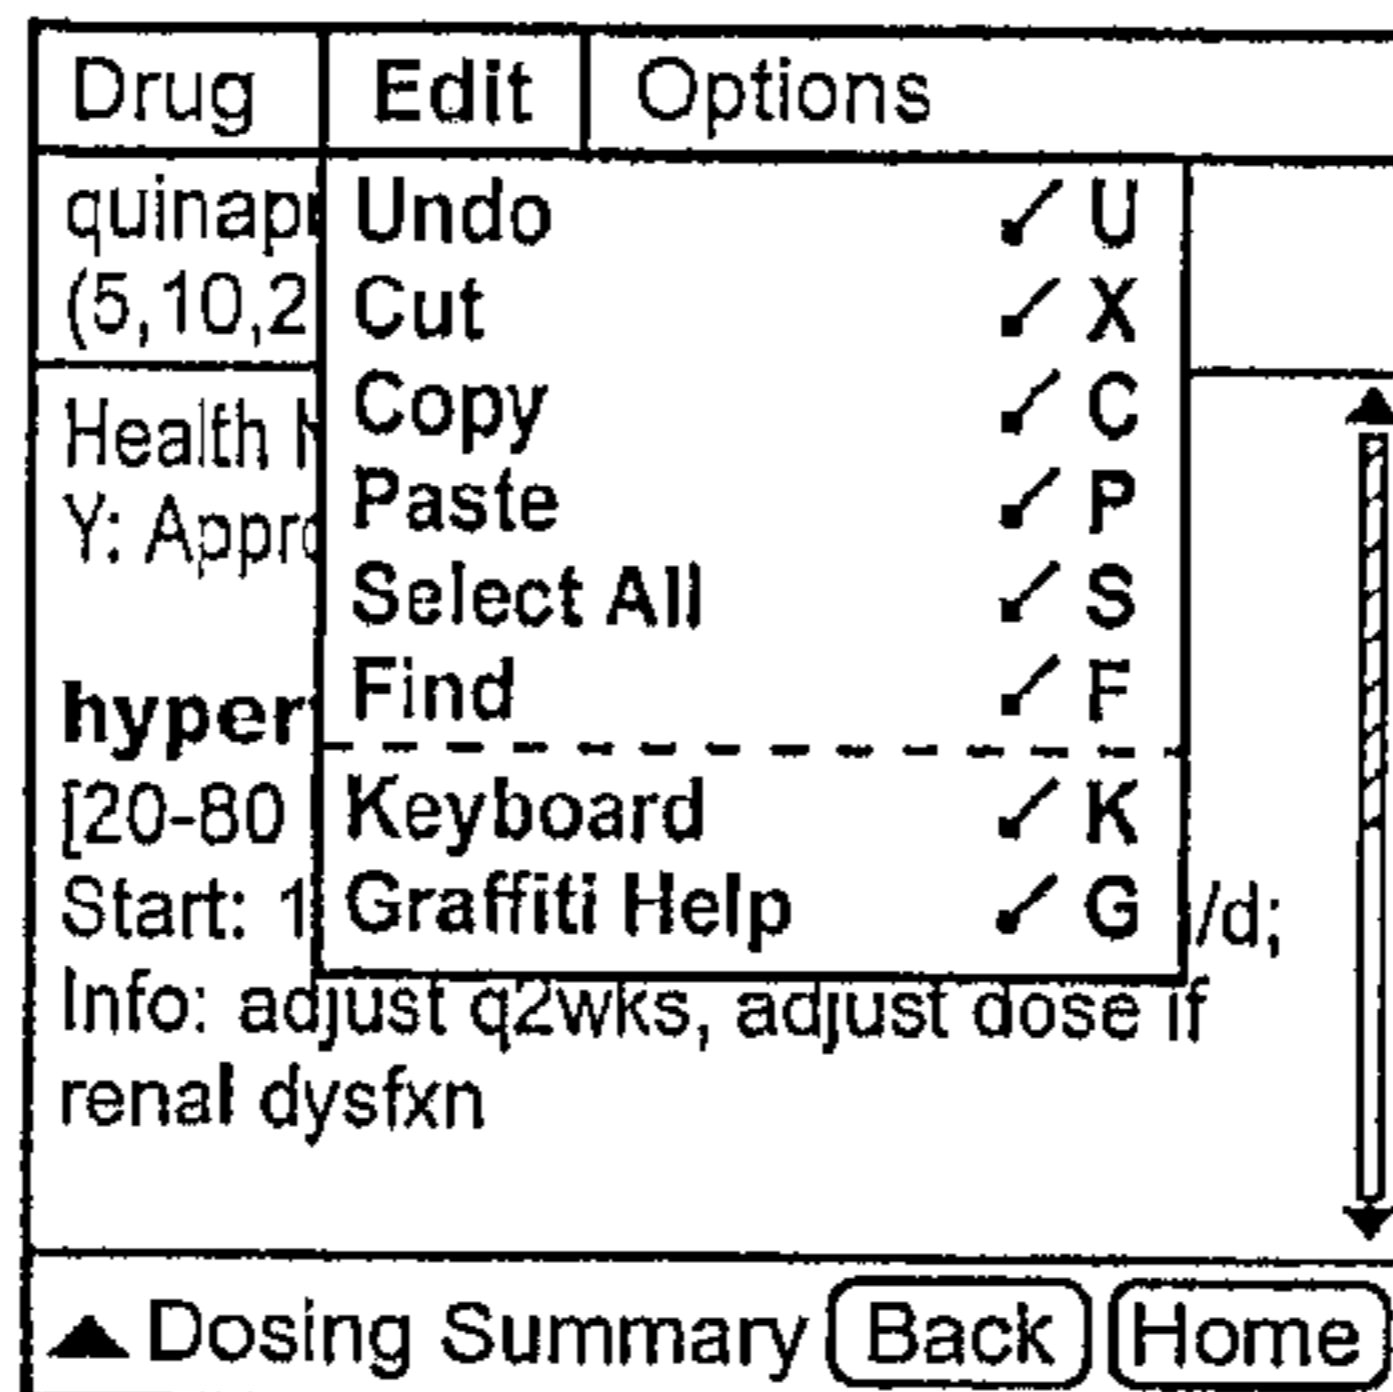 Drug Edit Options
quinap
(5,10,2
Undo U
Cut X
Copy C
Paste P
Select All S
Find F
Keyboard K
Graffiti Help G
Health
Y: Appro
hyper
[20-80
Start: 1 /d;
Info: adjust q2wks, adjust dose if
renal dysfxn
Dosing Summary Back Home